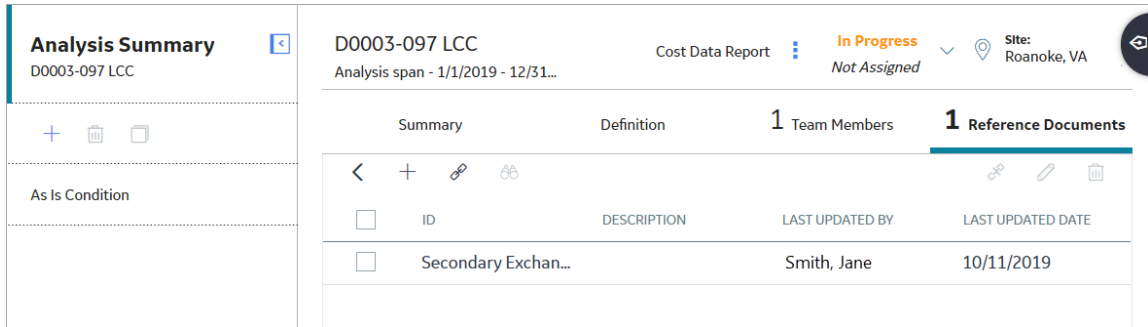 Analysis Summary
D0003-097 LCC
As Is Condition
D0003-097 LCC
Analysis span - 1/1/2019 - 12/31...
Cost Data Report
In Progress
Not Assigned
Site:
Roanoke, VA
Summary Definition 1 Team Members 1 Reference Documents
ID DESCRIPTION LAST UPDATED BY LAST UPDATED DATE
Secondary Exchan... Smith, Jane 10/11/2019